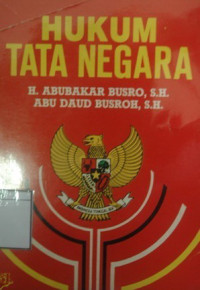 HUKUM
TATA NEGARA
H. ABUBAKAR BUSRO, S.H.
ABU DAUD BUSROH, S.H.